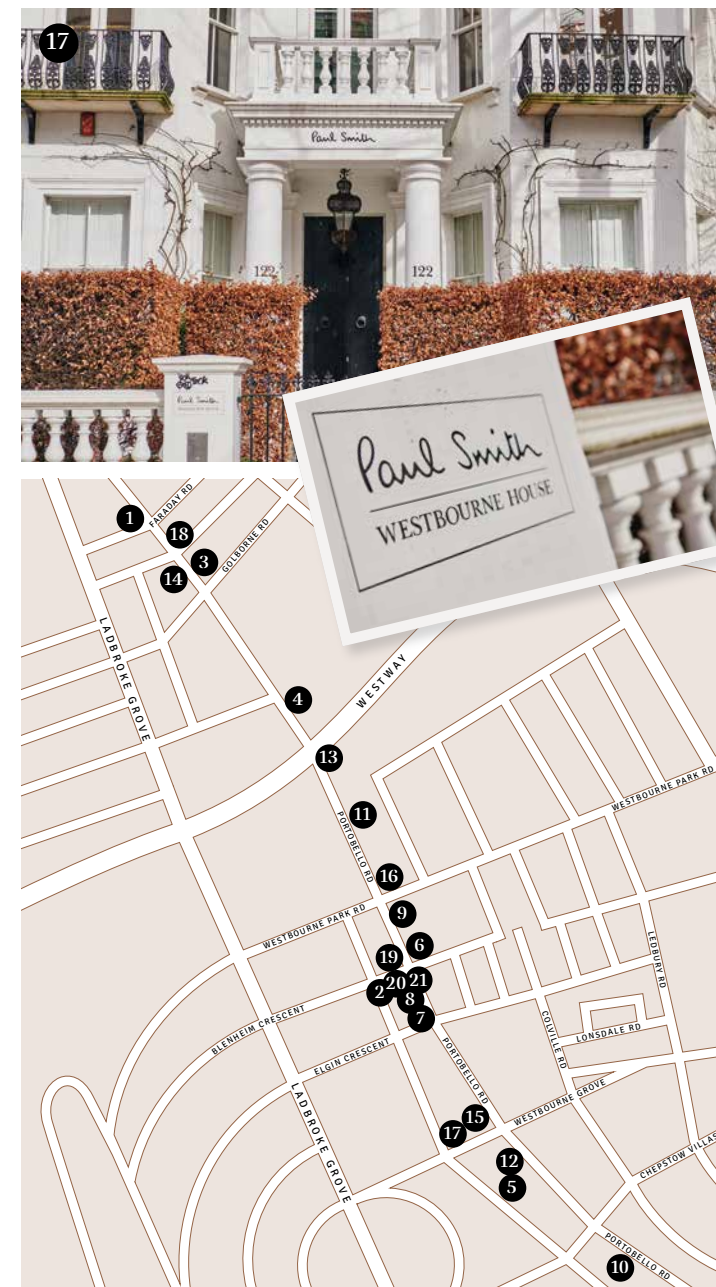 17
Paul Smith
122
122
Paul Smith
Paul Smith
WESTBOURNE HOUSE
FARADAY RD
1
18
3
14
GOLBORNE RD
LADBROKE GROVE
4
WESTWAY
13
11
PORTOBELLO RD
WESTBOURNE PARK RD
16
9
WESTBOURNE PARK RD
6
19
20
21
2
8
7
LEDBURY RD
BLENHEIM CRESCENT
COLVILLE RD
LONSDALE RD
ELGIN CRESCENT
PORTOBELLO RD
LADBROKE GROVE
15
17
WESTBOURNE GROVE
12
5
CHEPSTOW VILLAS
PORTOBELLO RD
10